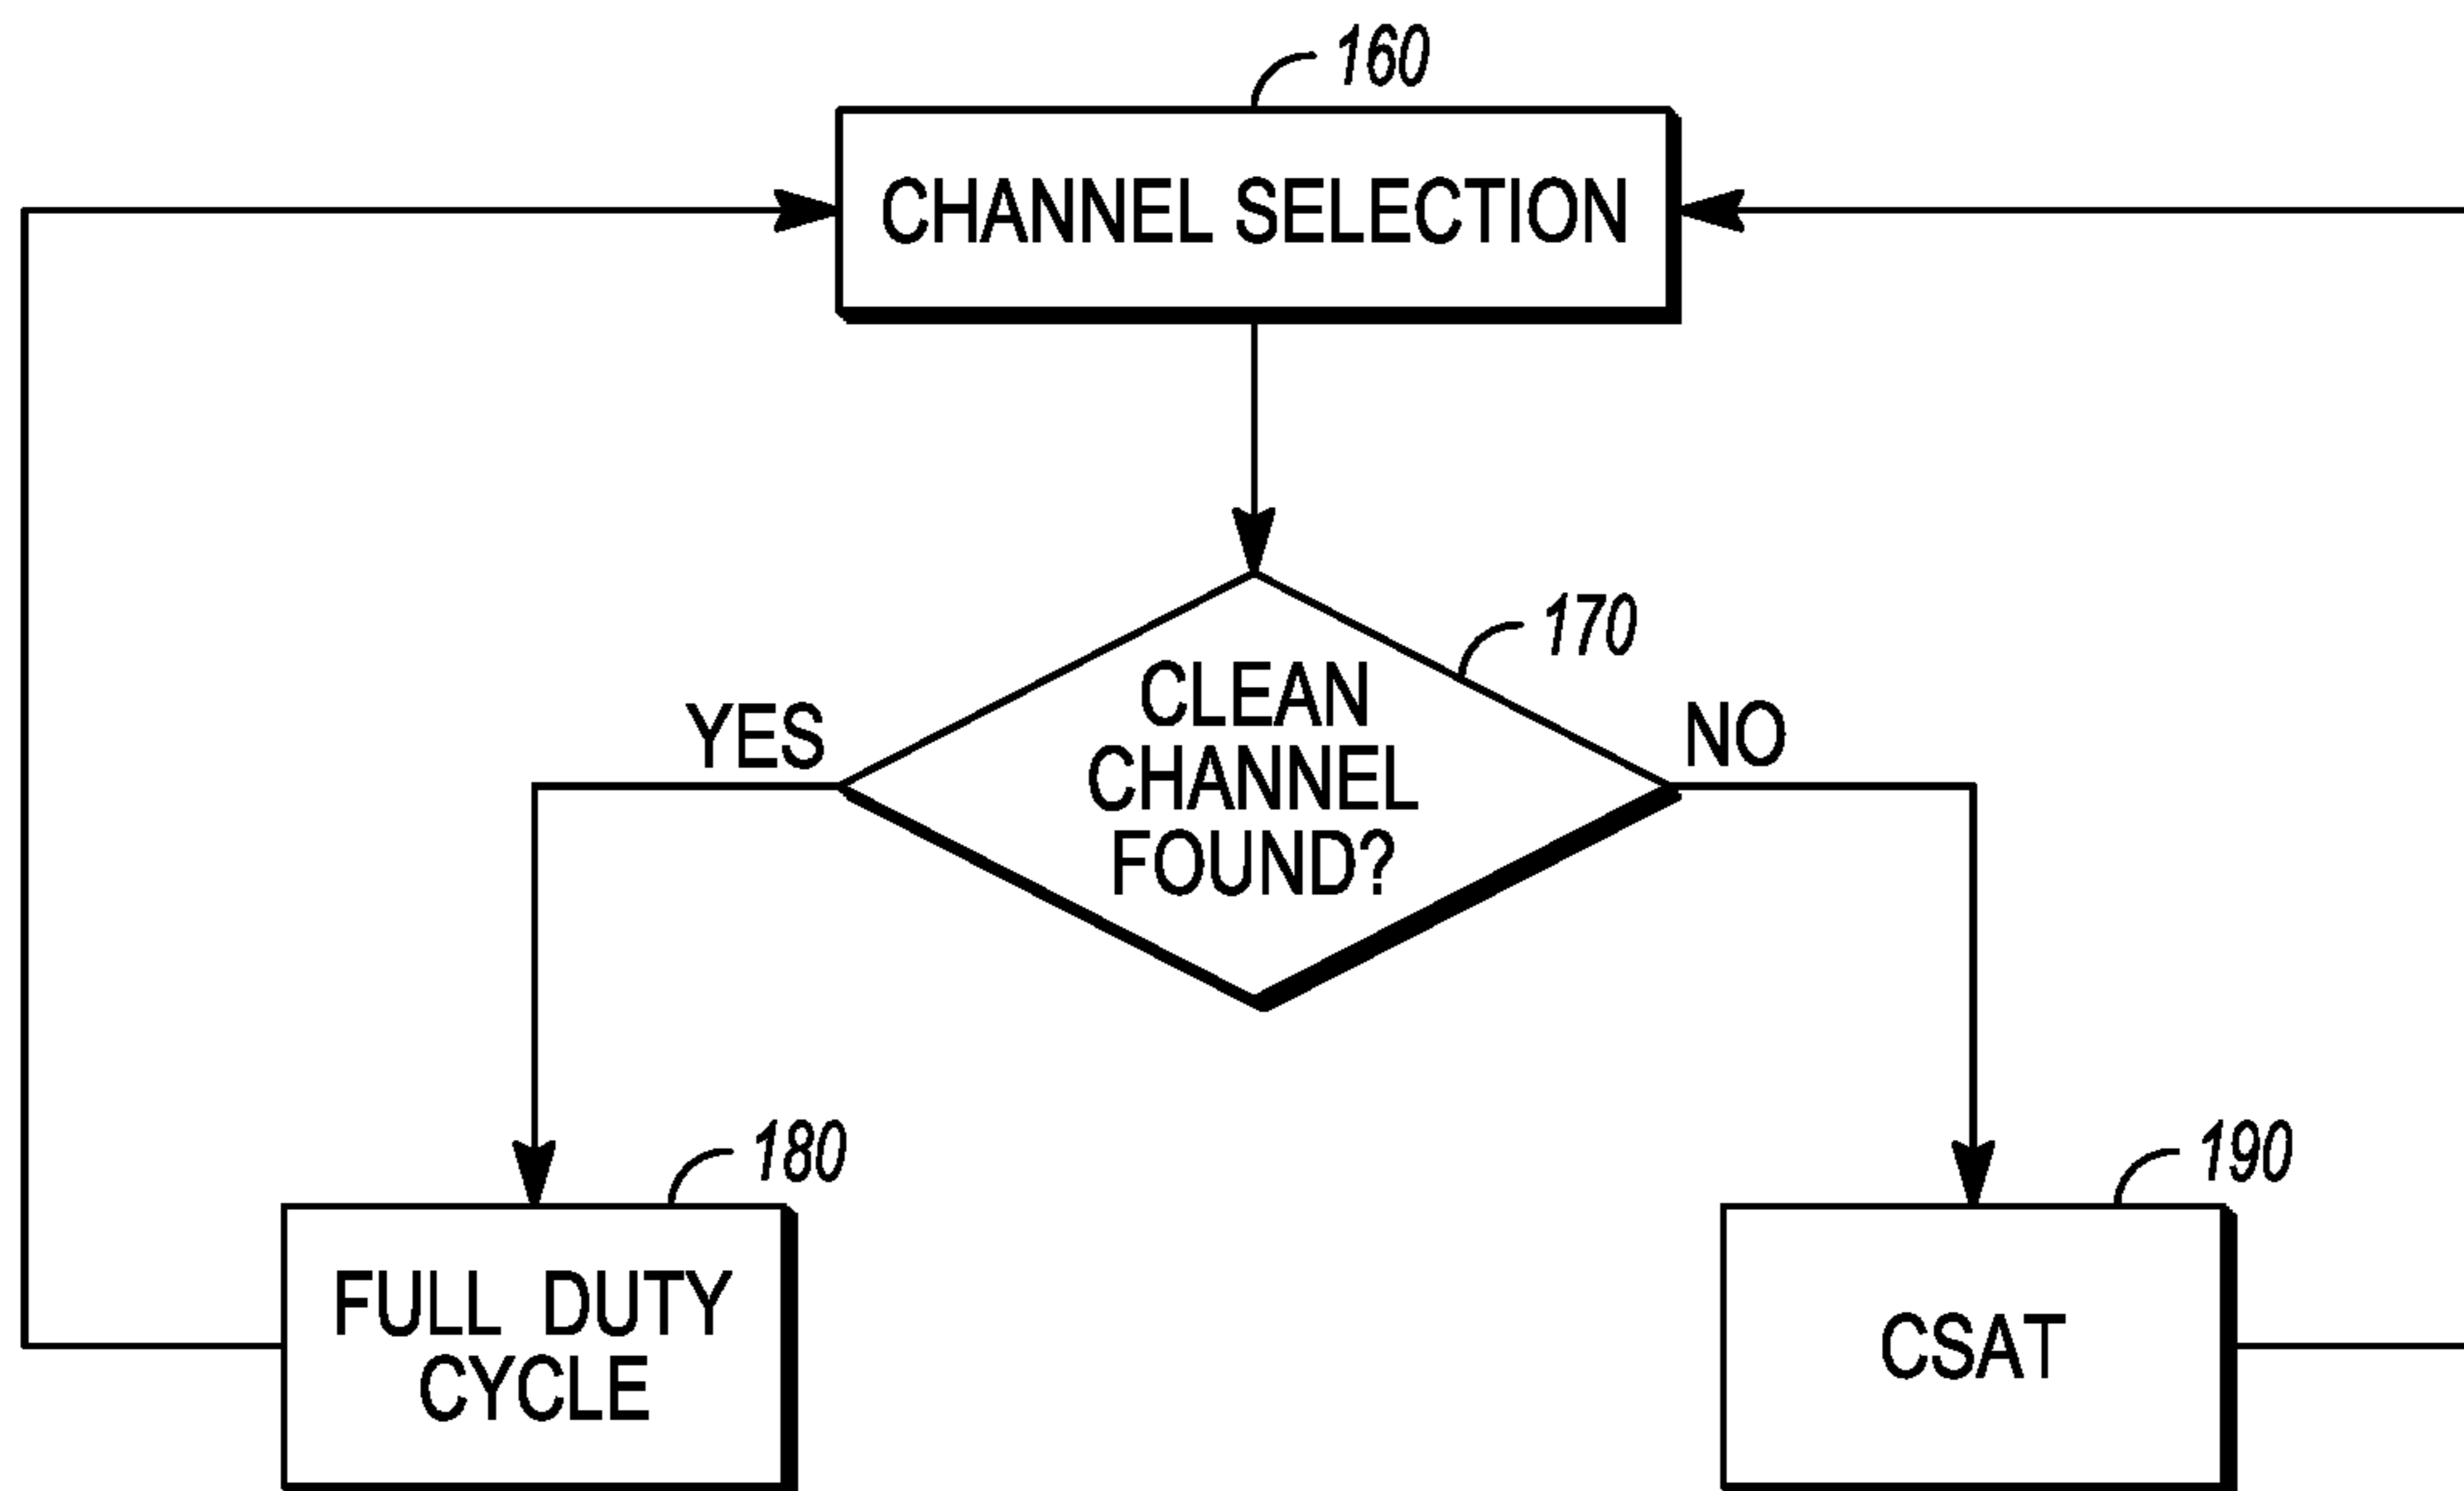 160
CHANNEL SELECTION
170
CLEAN
CHANNEL
FOUND?
YES
NO
180
FULL DUTY
CYCLE
190
CSAT